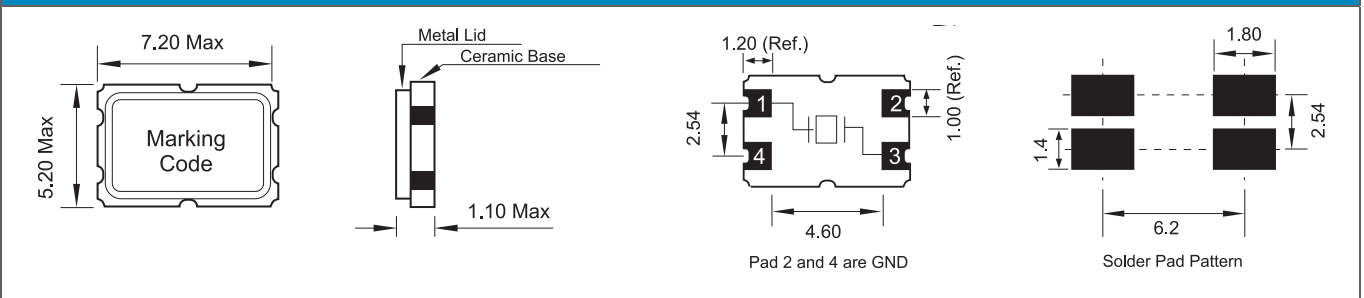 7.20 Max
5.20 Max
Marking
Code
Metal Lid
Ceramic Base
1.10 Max
1.20 (Ref.)
1
2
1.00 (Ref.)
2.54
4
3
4.60
Pad 2 and 4 are GND
1.80
2.54
1.4
6.2
Solder Pad Pattern